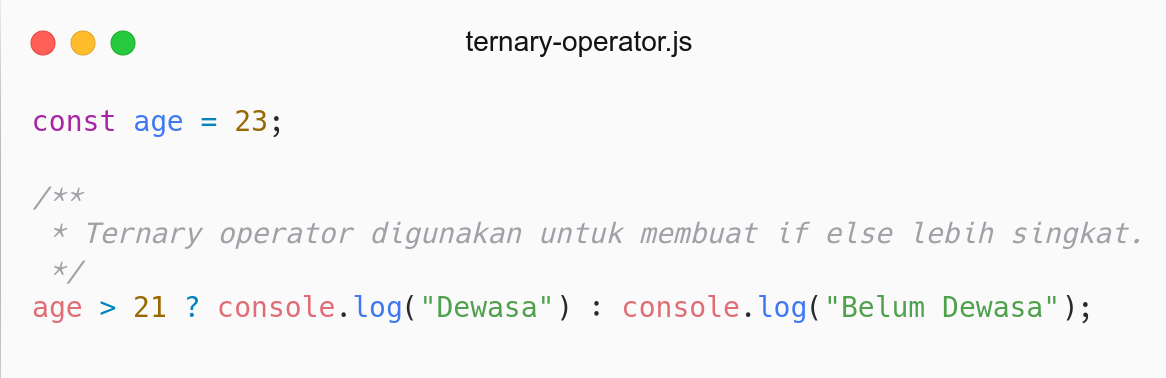 ternary-operator.js
const age = 23;
/**
 * Ternary operator digunakan untuk membuat if else lebih singkat.
 */
age > 21 ? console.log("Dewasa") : console.log("Belum Dewasa");